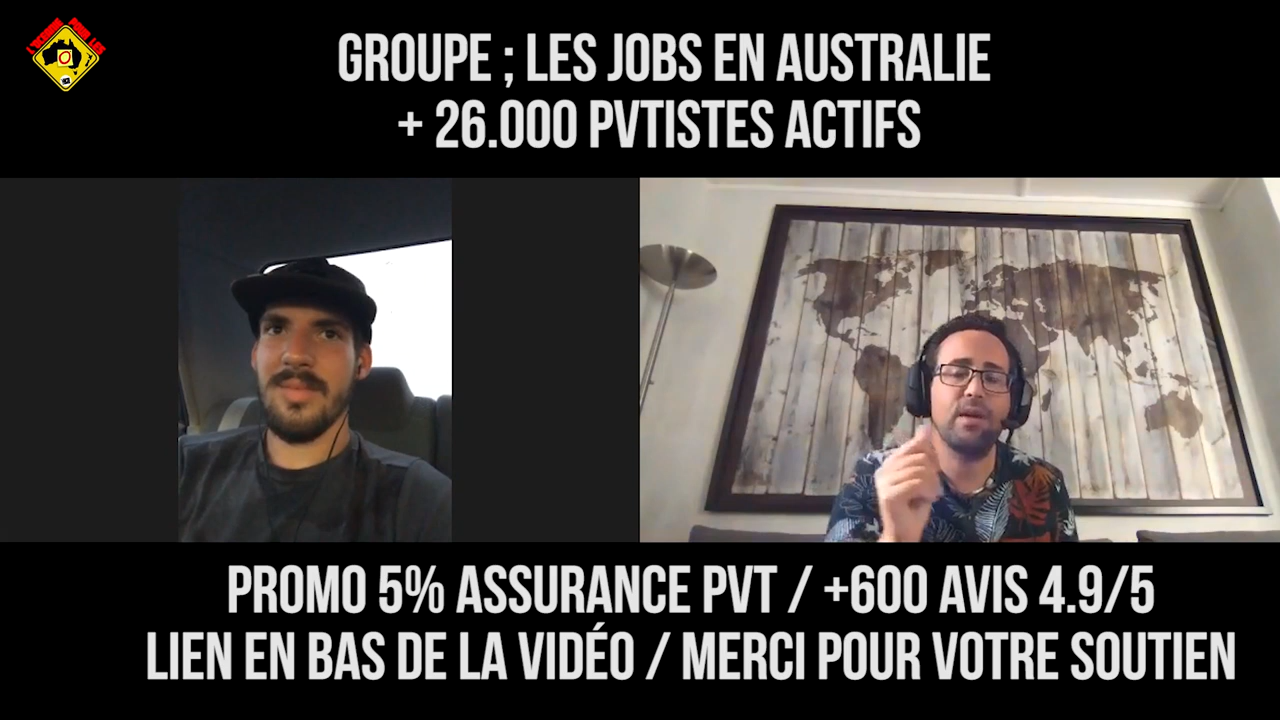 GROUPE ; LES JOBS EN AUSTRALIE
+ 26.000 PVTISTES ACTIFS
PROMO 5% ASSURANCE PVT / +600 AVIS 4.9/5
LIEN EN BAS DE LA VIDÉO / MERCI POUR VOTRE SOUTIEN